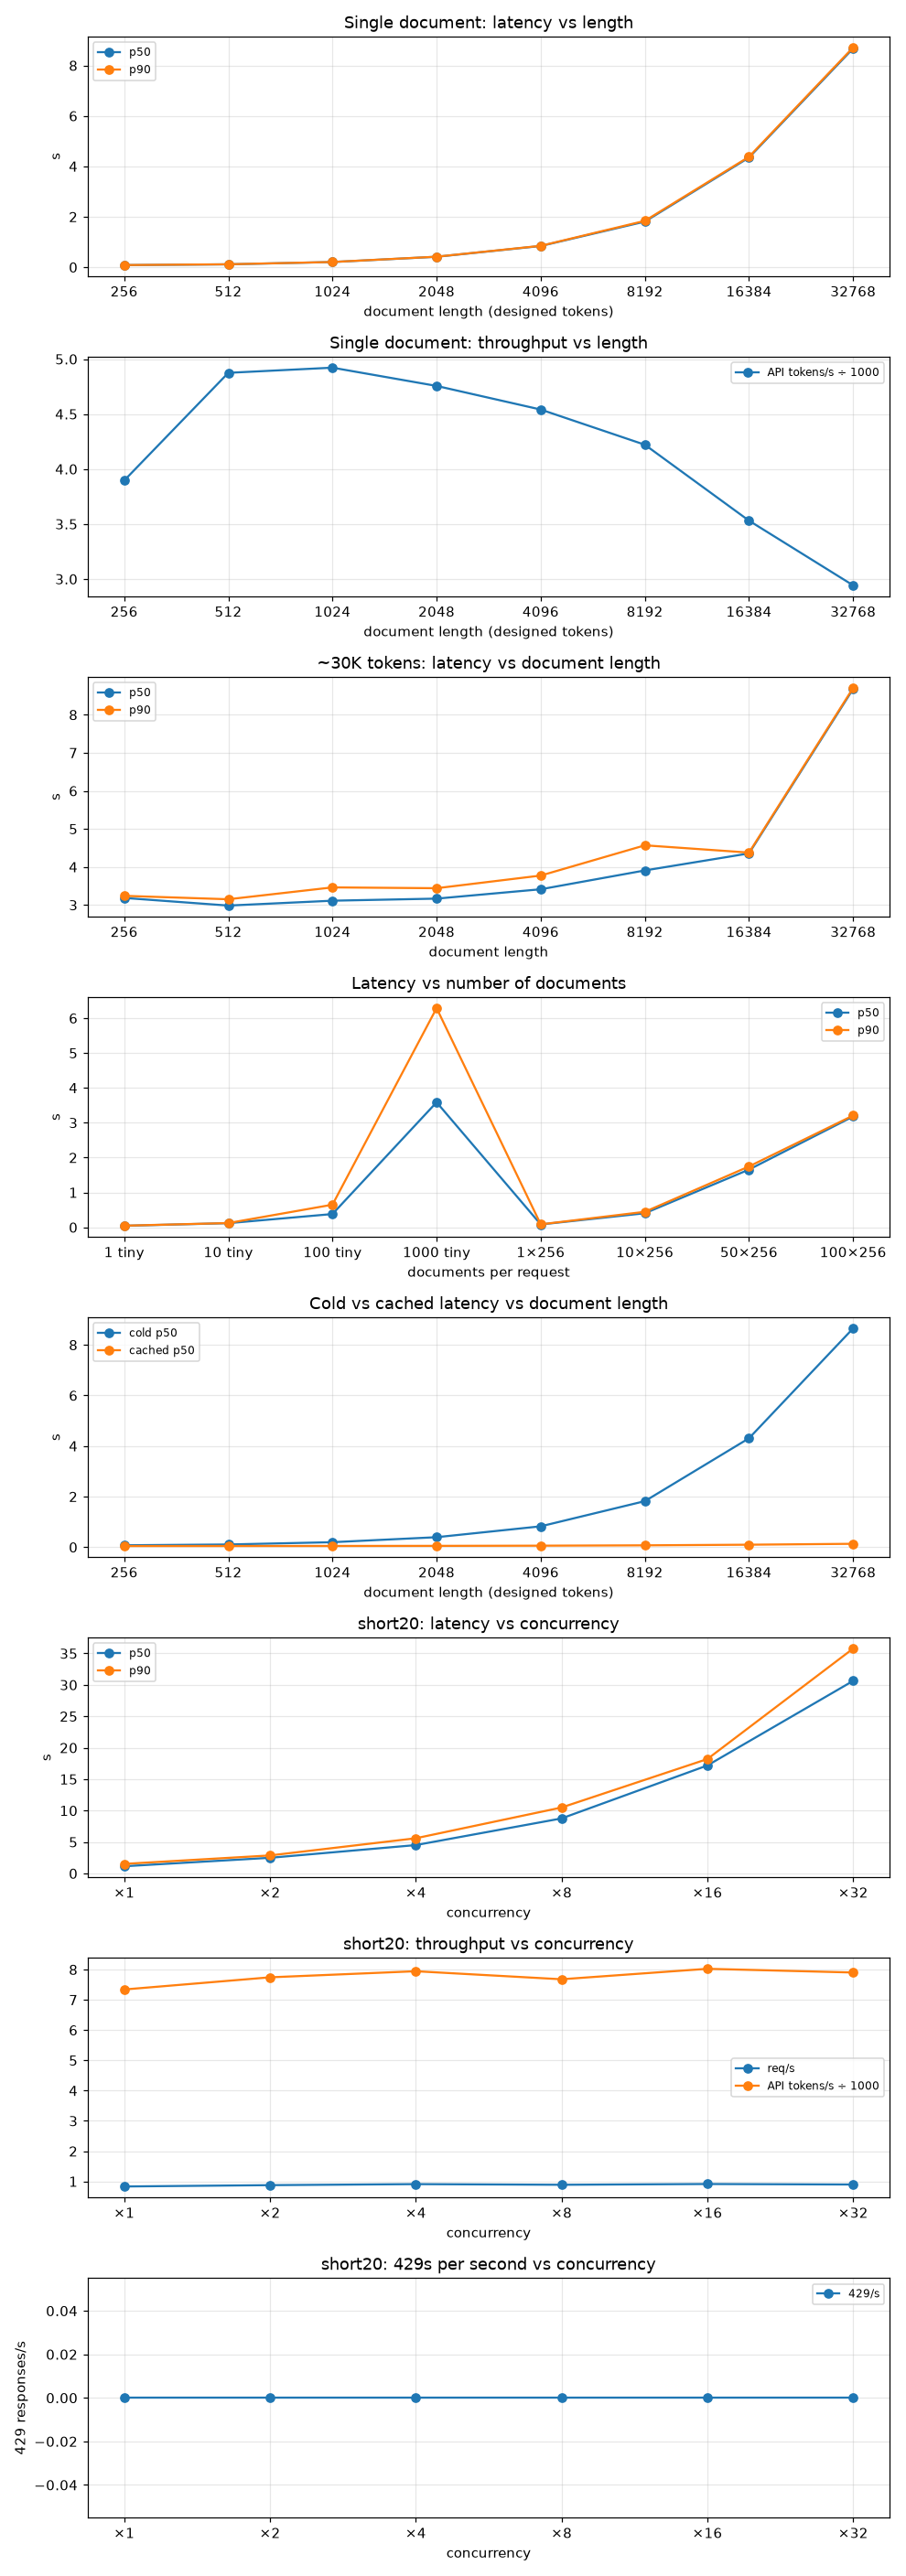 Single document: latency vs length
p50
p90
8
6
4
2
0
s
256 512 1024 2048 4096 8192 16384 32768
document length (designed tokens)
Single document: throughput vs length
API tokens/s ÷ 1000
5.0
4.5
4.0
3.5
3.0
256 512 1024 2048 4096 8192 16384 32768
document length (designed tokens)
~30K tokens: latency vs document length
p50
p90
8
7
6
5
4
3
s
256 512 1024 2048 4096 8192 16384 32768
document length
Latency vs number of documents
p50
p90
6
5
4
3
2
1
0
s
1 tiny 10 tiny 100 tiny 1000 tiny 1×256 10×256 50×256 100×256
documents per request
Cold vs cached latency vs document length
cold p50
cached p50
8
6
4
2
0
s
256 512 1024 2048 4096 8192 16384 32768
document length (designed tokens)
short20: latency vs concurrency
p50
p90
35
30
25
20
15
10
5
0
s
×1 ×2 ×4 ×8 ×16 ×32
concurrency
short20: throughput vs concurrency
8
7
6
5
4
3
2
1
req/s
API tokens/s ÷ 1000
×1 ×2 ×4 ×8 ×16 ×32
concurrency
short20: 429s per second vs concurrency
429/s
0.04
0.02
0.00
−0.02
−0.04
429 responses/s
×1 ×2 ×4 ×8 ×16 ×32
concurrency